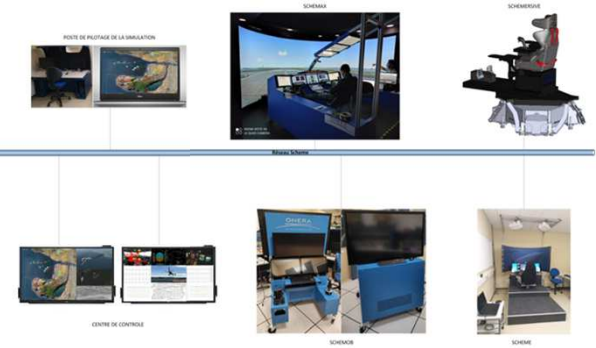 SCHEMAX
SCHEMERSIVE
POSTE DE PILOTAGE DE LA SIMULATION
Réseau Scheme
ONERA
CENTRE DE CONTROLE
SCHEMOB
SCHEME